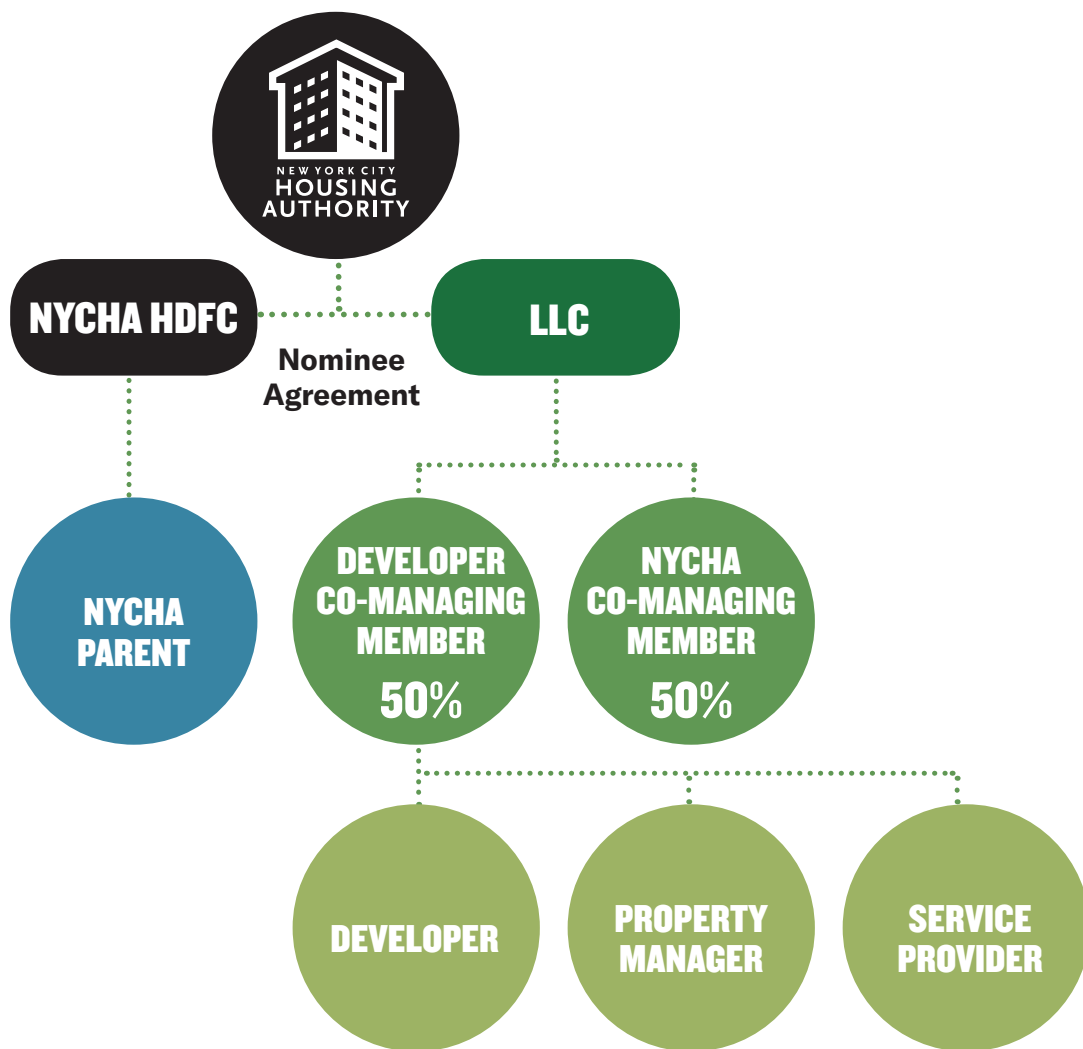 NEW YORK CITY
HOUSING
AUTHORITY
NYCHA HDFC
LLC
Nominee
Agreement
NYCHA
PARENT
DEVELOPER
CO-MANAGING
MEMBER
50%
NYCHA
CO-MANAGING
MEMBER
50%
DEVELOPER
PROPERTY
MANAGER
SERVICE
PROVIDER